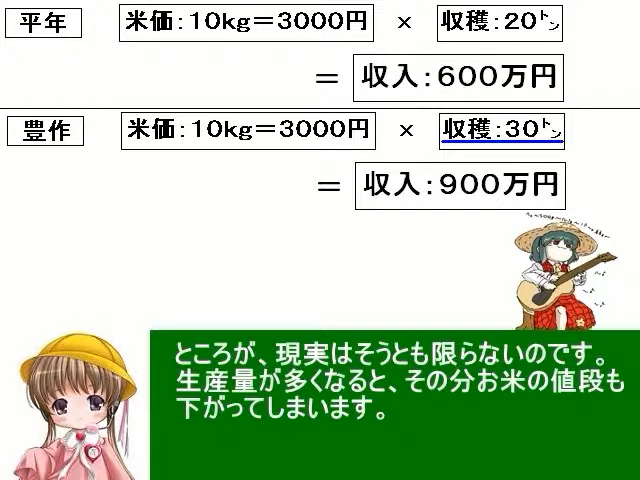 平年 米価：10kg＝3000円 × 収穫：20㌧
＝ 収入：600万円
豊作 米価：10kg＝3000円 × 収穫：30㌧
＝ 収入：900万円
ところが、現実はそうとも限らないのです。
生産量が多くなると、その分お米の値段も
下がってしまいます。